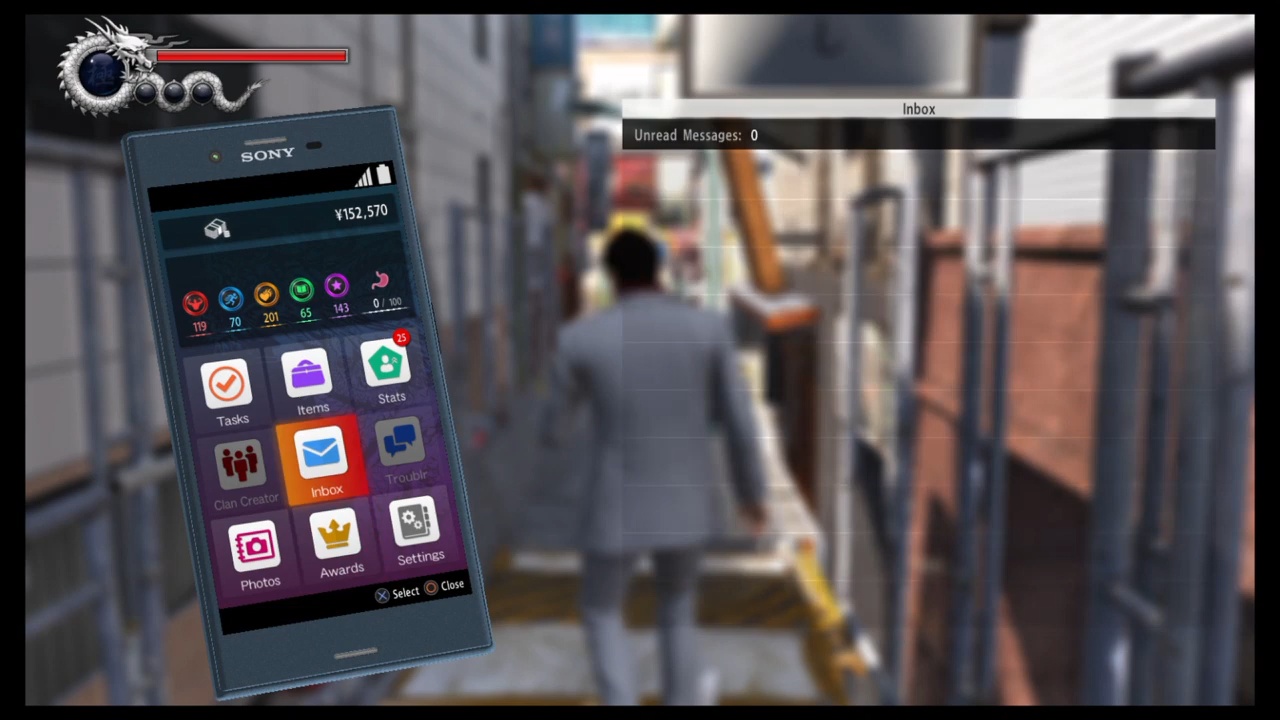 Inbox
Unread Messages: 0
SONY
¥152,570
119
70
201
65
143
0 / 100
25
Tasks
Items
Stats
Clan Creator
Inbox
Troublr
Photos
Awards
Settings
Select
Close